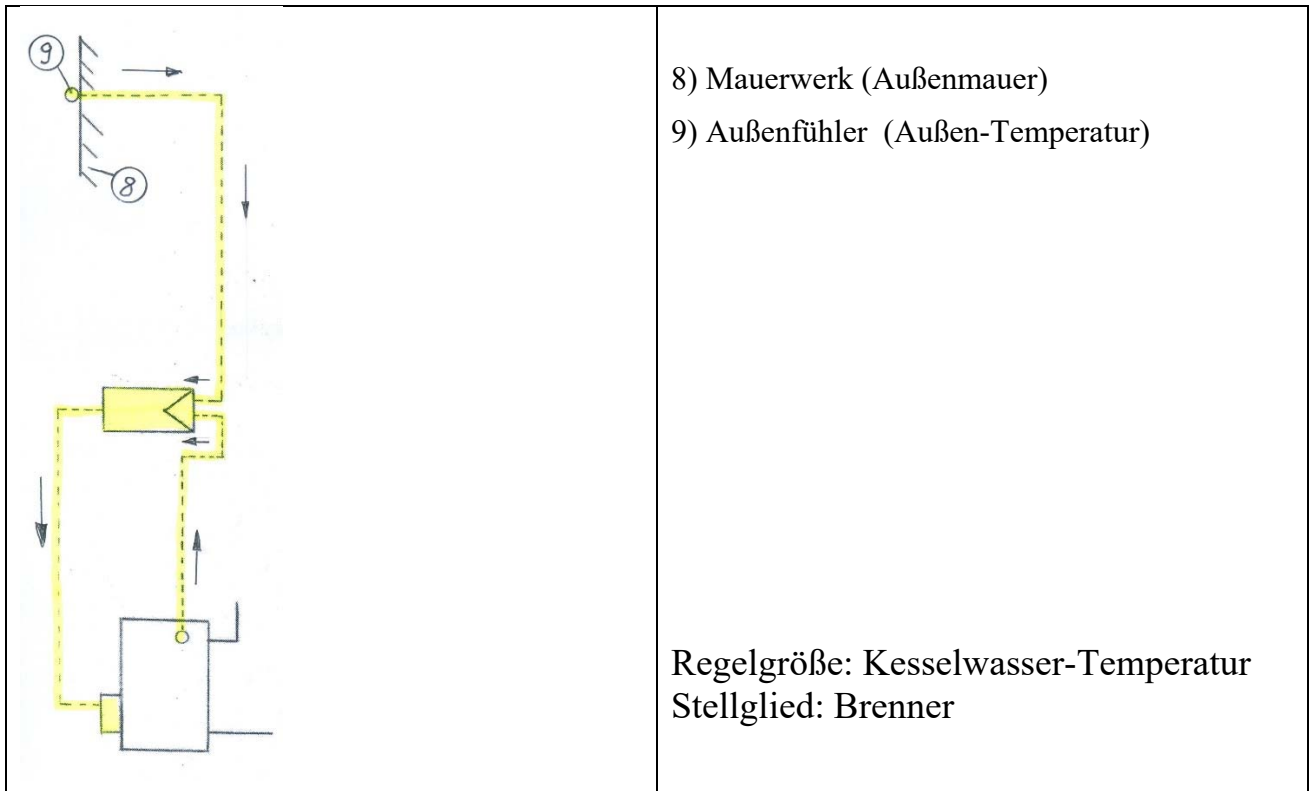 9
8
8) Mauerwerk (Außenmauer)
9) Außenfühler (Außen-Temperatur)
Regelgröße: Kesselwasser-Temperatur
Stellglied: Brenner